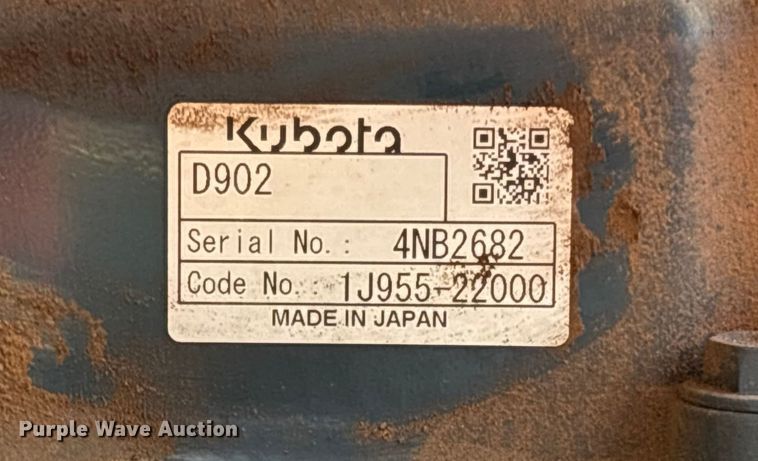 Kubota
D902
Serial No.: 4NB2682
Code No.: 1J955-22000
MADE IN JAPAN
Purple Wave Auction